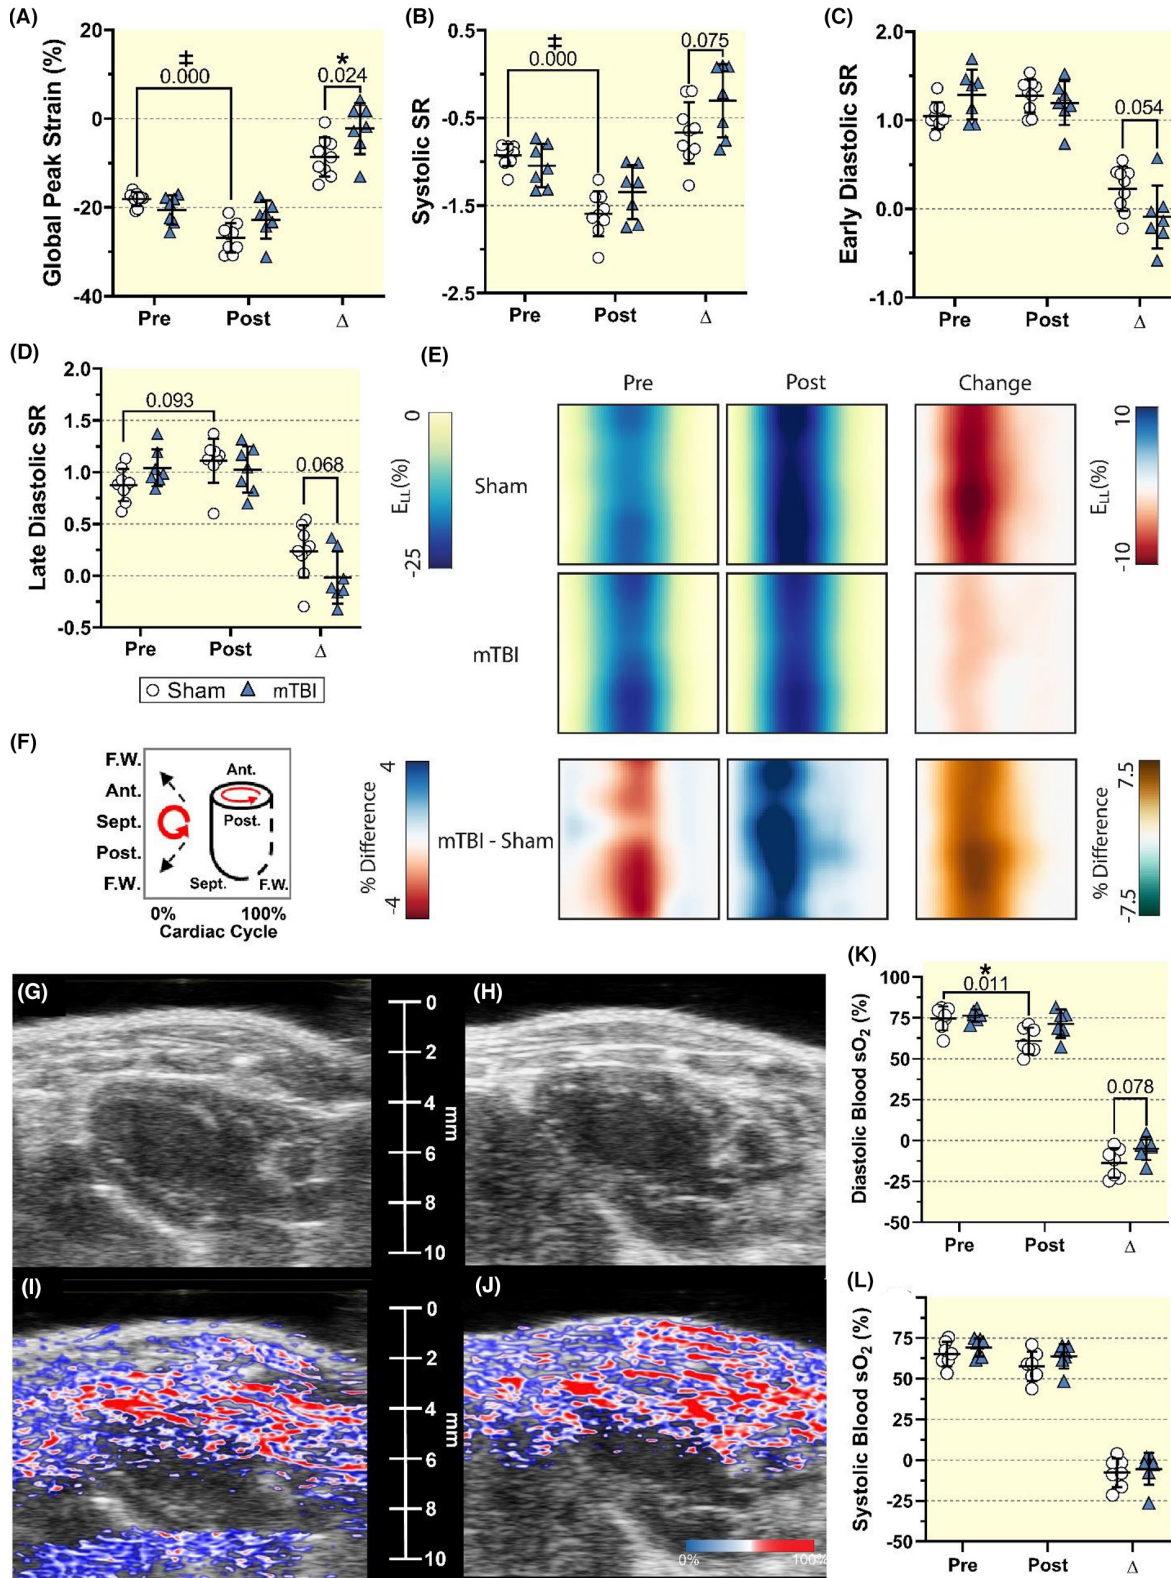 (A)
Global Peak Strain (%)
20
0
-20
-40
‡
0.000
*
0.024
Pre Post Δ
(B)
Systolic SR
0.5
-0.5
-1.5
-2.5
‡
0.000
0.075
Pre Post Δ
(C)
Early Diastolic SR
2.0
1.0
0.0
-1.0
0.054
Pre Post Δ
(D)
Late Diastolic SR
2.0
1.5
1.0
0.5
0.0
-0.5
0.093
0.068
Pre Post Δ
Sham mTBI
(E)
Pre Post Change
0
ELL(%)
-25
Sham
mTBI
mTBI - Sham
10
ELL(%)
-10
4
% Difference
-4
7.5
% Difference
-7.5
(F)
F.W.
Ant.
Sept.
Post.
F.W.
Ant.
Post.
Sept. F.W.
0% 100%
Cardiac Cycle
(G)
0
2
4
6
8
10
mm
(H)
(I)
0
2
4
6
8
10
mm
(J)
0% 100%
(K)
Diastolic Blood sO₂ (%)
100
75
50
25
0
-25
-50
*
0.011
0.078
Pre Post Δ
(L)
Systolic Blood sO₂ (%)
75
50
25
0
-25
-50
Pre Post Δ